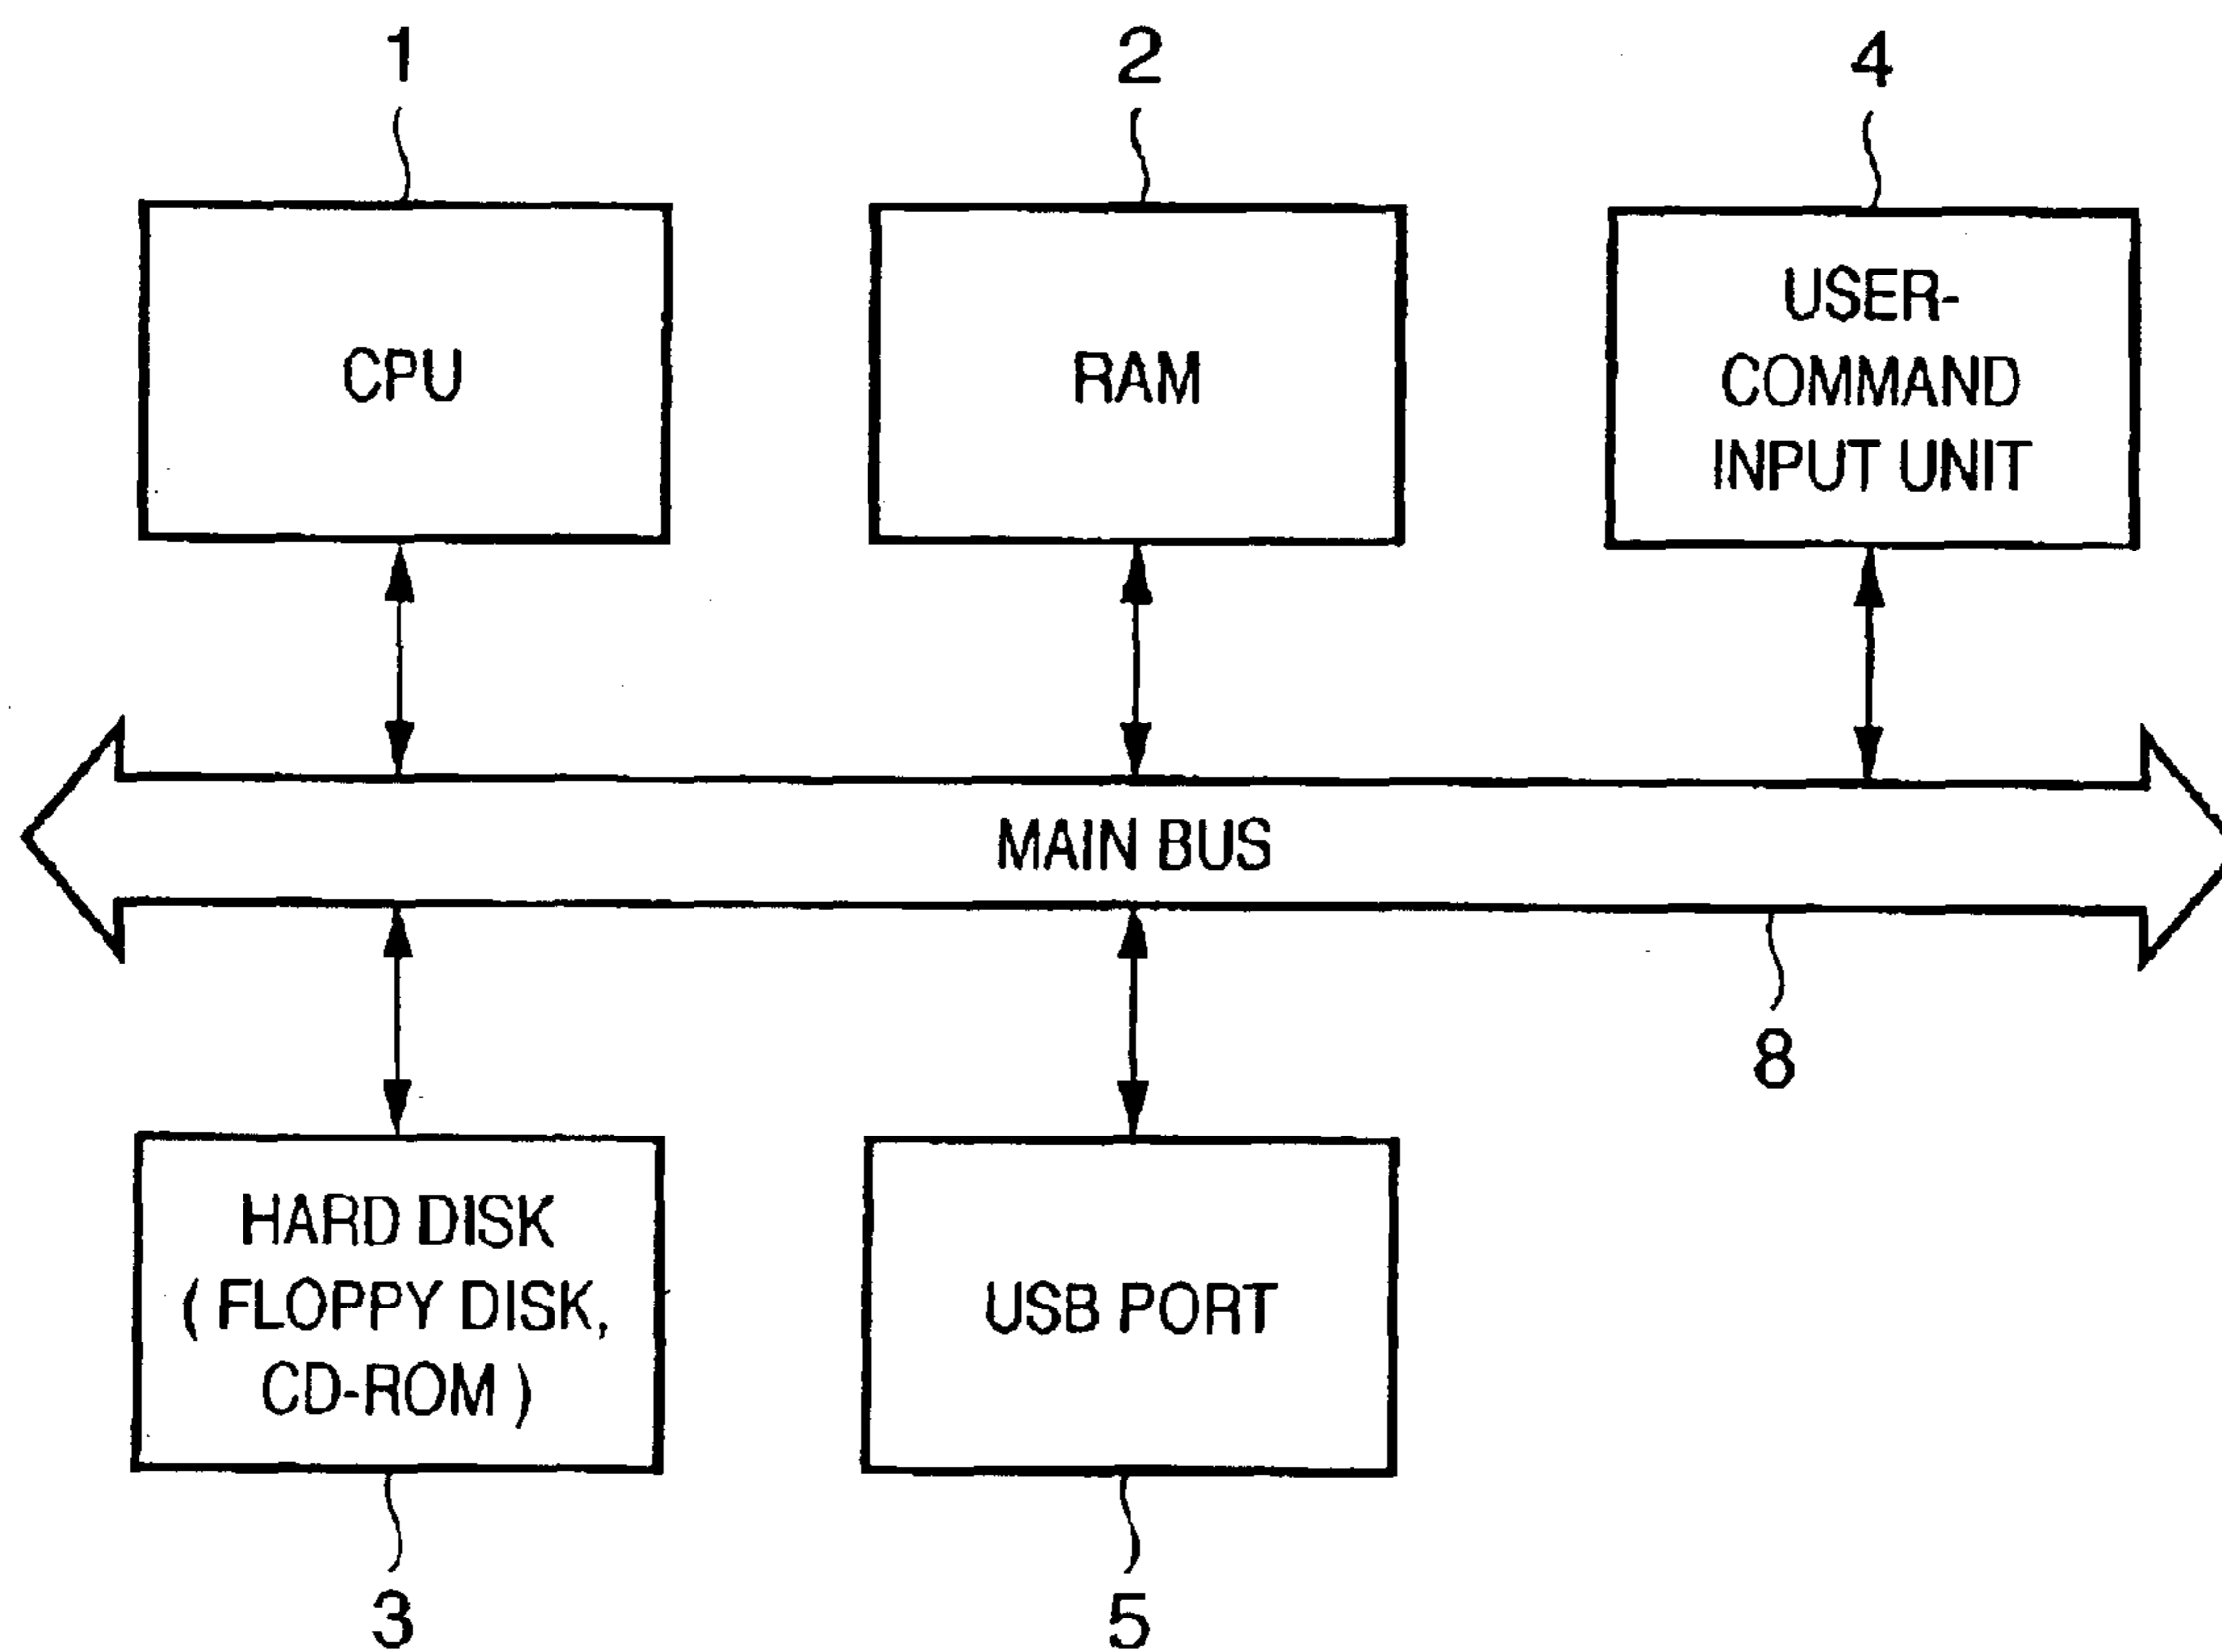 1
2
4
CPU
RAM
USER-
COMMAND
INPUT UNIT
MAIN BUS
8
HARD DISK
( FLOPPY DISK,
CD-ROM )
USB PORT
3
5